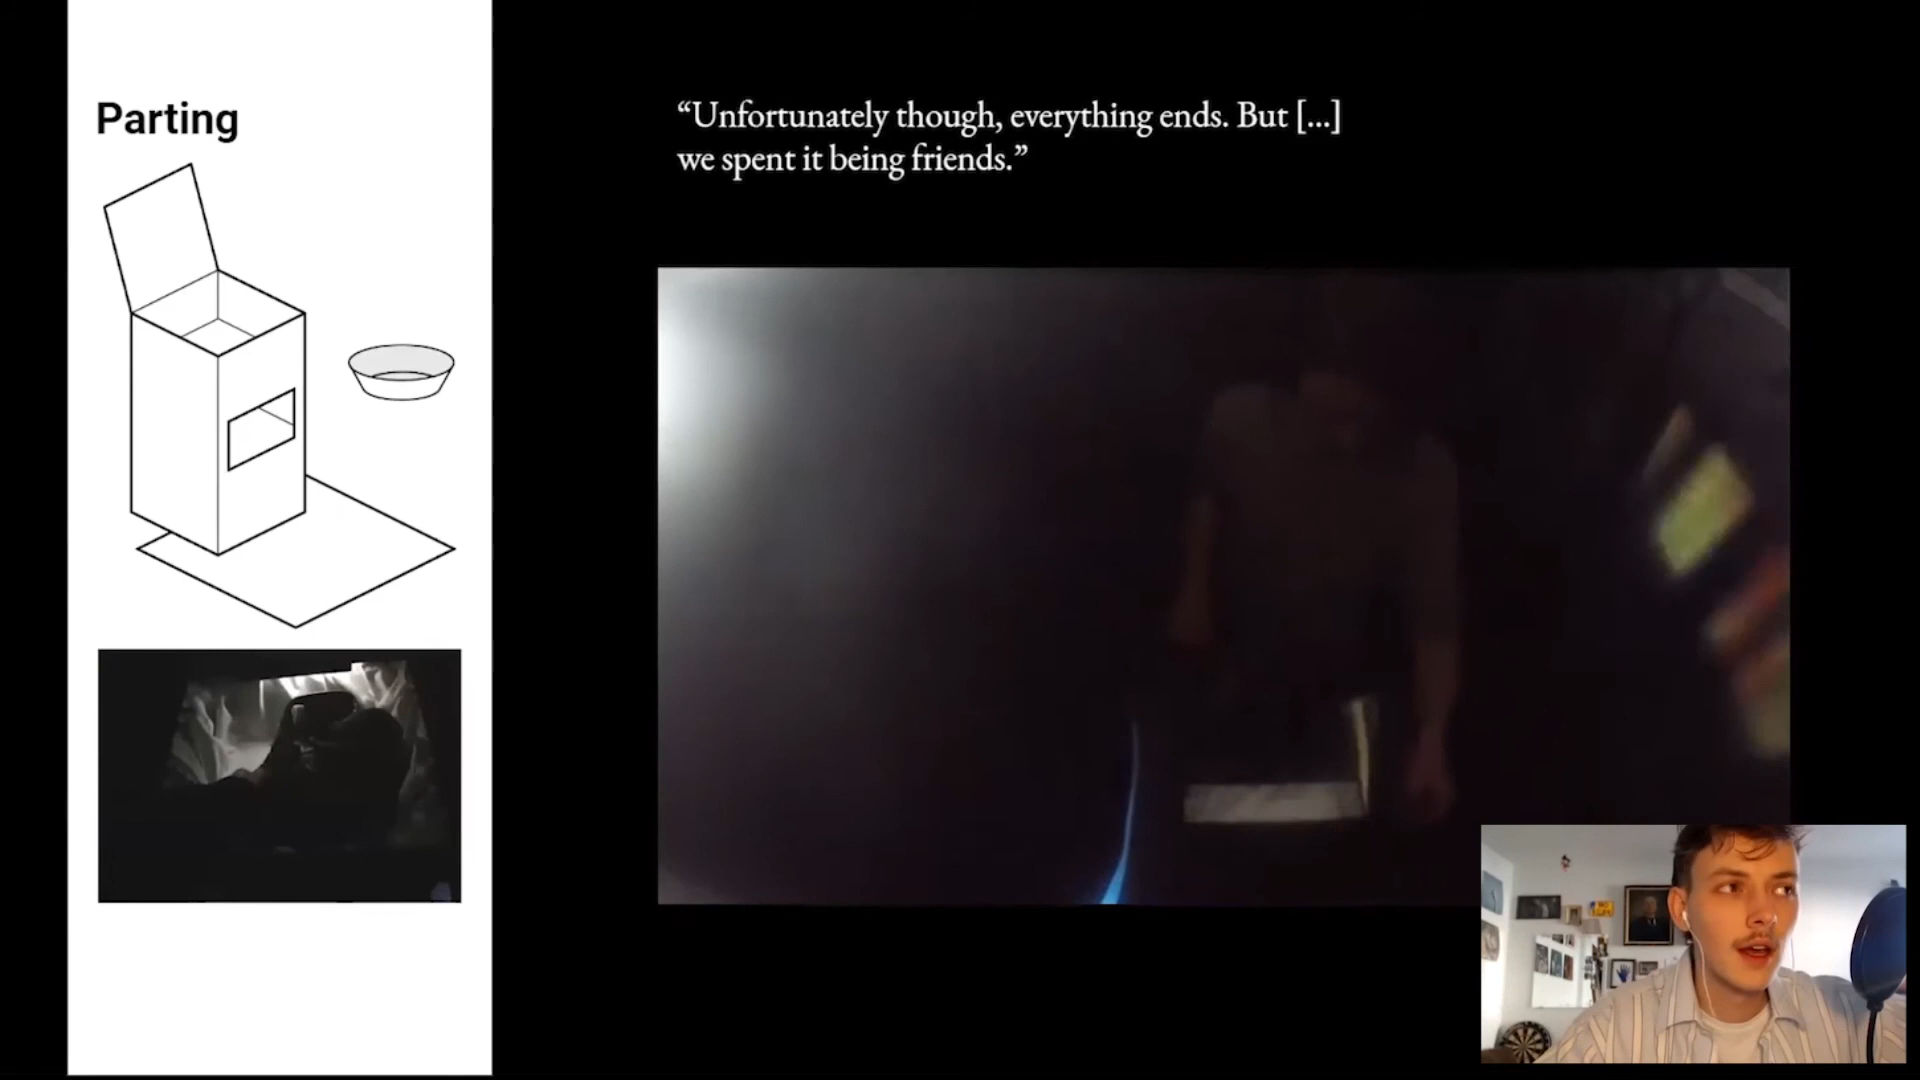 Parting
“Unfortunately though, everything ends. But [...]
we spent it being friends.”